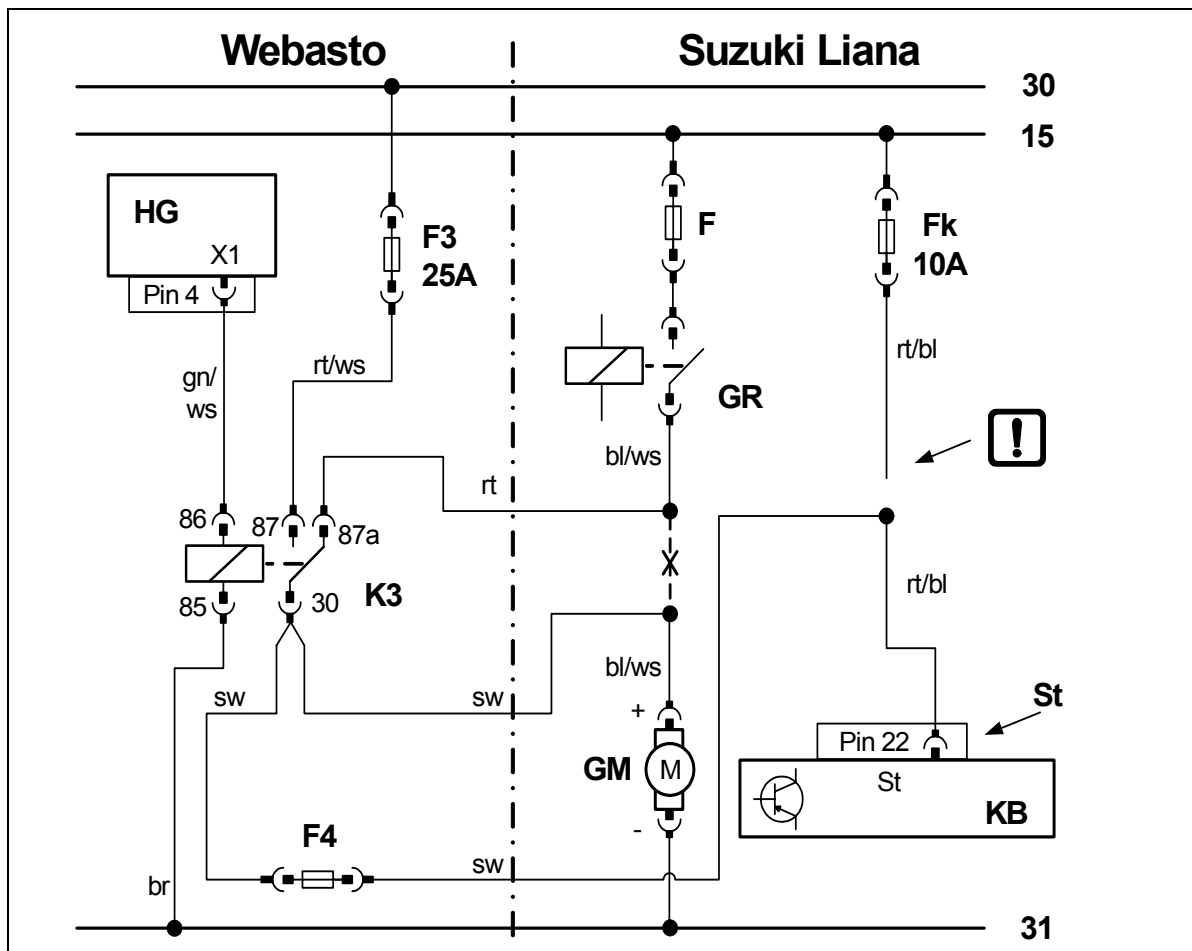 Webasto
Suzuki Liana
30
15
HG
X1
Pin 4
F3
25A
F
Fk
10A
gn/
ws
rt/ws
rt/bl
GR
bl/ws
rt
!
86
87
87a
85
30
K3
rt/bl
bl/ws
sw
sw
+
St
Pin 22
GM
M
St
KB
-
F4
sw
br
31